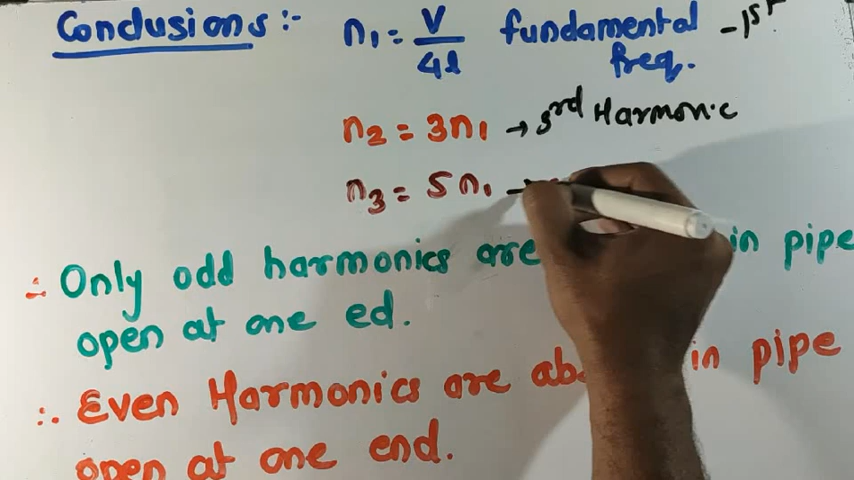 Conclusions :- n₁ = V/4l fundamental freq. - 1st
n₂ = 3n₁ → 3rd Harmonic
n₃ = 5n₁ →
∴ Only odd harmonics are in pipe
open at one ed.
∴ Even Harmonics are in pipe
open at one end.